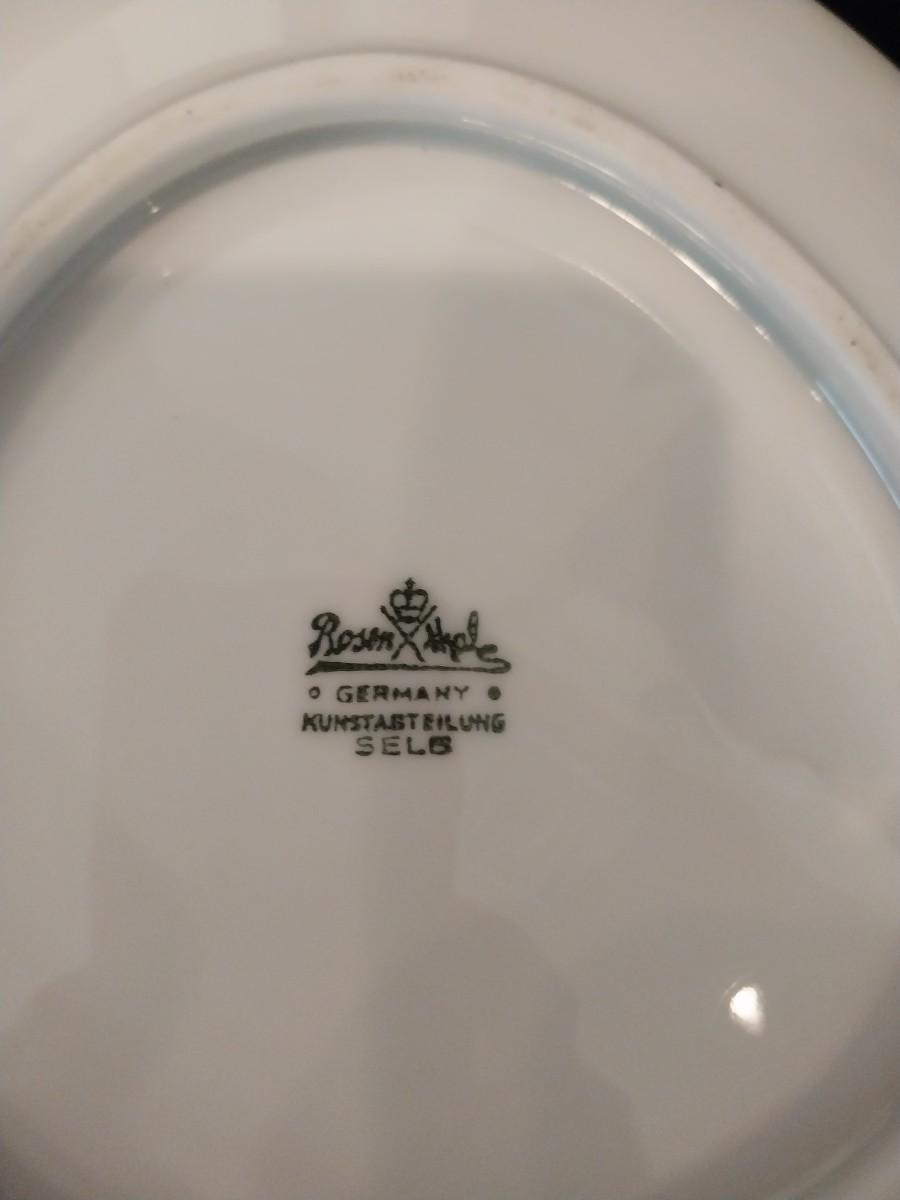 Rosenthal
GERMANY
KUNSTABTEILUNG
SELB